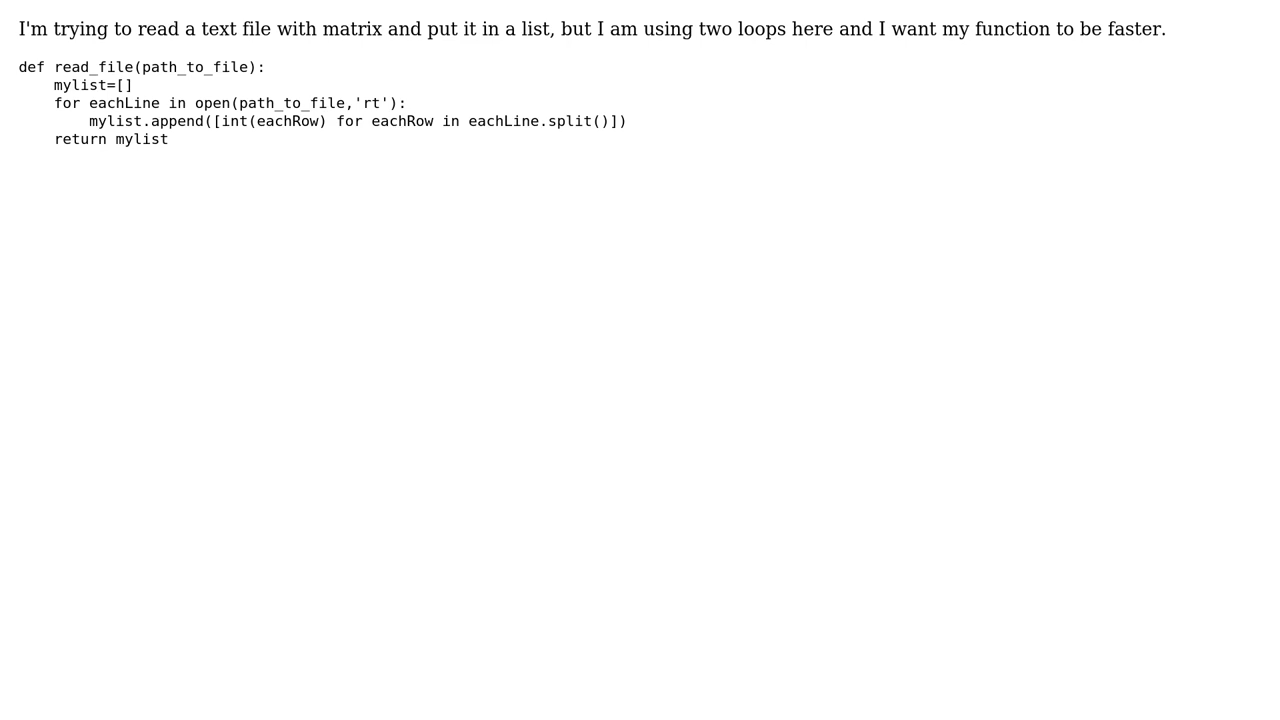 I'm trying to read a text file with matrix and put it in a list, but I am using two loops here and I want my function to be faster.
def read_file(path_to_file):
    mylist=[]
    for eachLine in open(path_to_file,'rt'):
        mylist.append([int(eachRow) for eachRow in eachLine.split()])
    return mylist